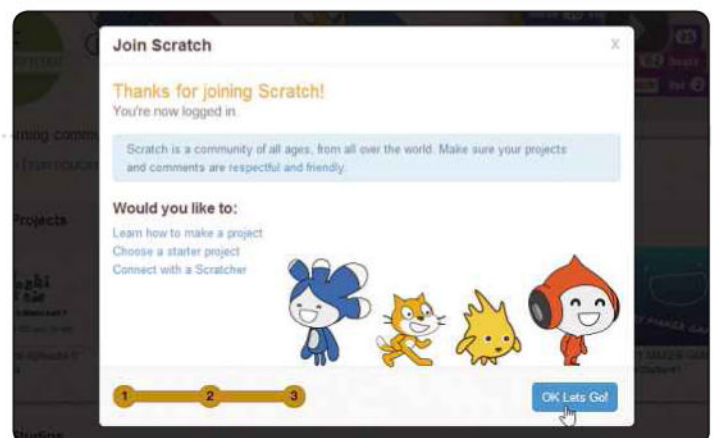 Join Scratch
X
Thanks for joining Scratch!
You're now logged in.
Scratch is a community of all ages, from all over the world. Make sure your projects
and comments are respectful and friendly.
Would you like to:
Learn how to make a project
Choose a starter project
Connect with a Scratcher
1 2 3
OK Lets Go!
Projects
Studios